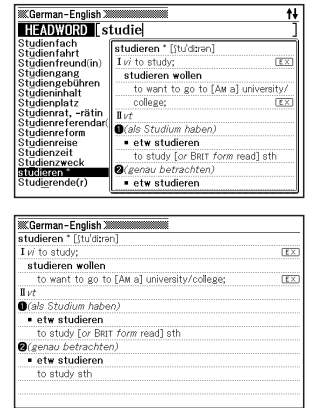 German−English
HEADWORD [studie]
Studienfach
Studienfahrt
Studienfreund(in)
Studiengang
Studiengebühren
Studieninhalt
Studienplatz
Studienrat, −rätin
Studienreferendar(
Studienreform
Studienreise
Studienzeit
Studienzweck
studieren *
Studierende(r)
studieren * [ʃtuˈdiːrən]
I vi to study; EX
studieren wollen
to want to go to [AM a] university/
college; EX
II vt
❶(als Studium haben)
▪ etw studieren
to study [or BRIT form read] sth
❷(genau betrachten)
▪ etw studieren
German−English
studieren * [ʃtuˈdiːrən]
I vi to study; EX
studieren wollen
to want to go to [AM a] university/college; EX
II vt
❶(als Studium haben)
▪ etw studieren
to study [or BRIT form read] sth
❷(genau betrachten)
▪ etw studieren
to study sth